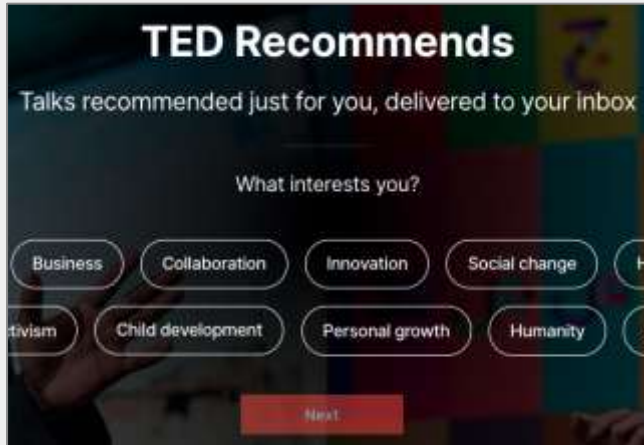 TED Recommends
Talks recommended just for you, delivered to your inbox
What interests you?
Business Collaboration Innovation Social change H
tivism Child development Personal growth Humanity
Next